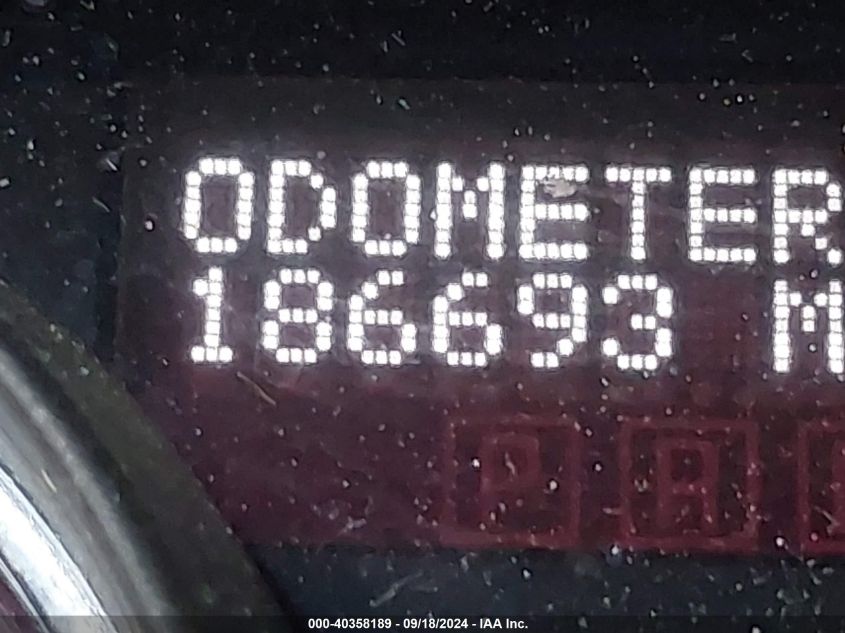 ODOMETER
186693 M
P R
000-40358189 - 09/18/2024 - IAA Inc.